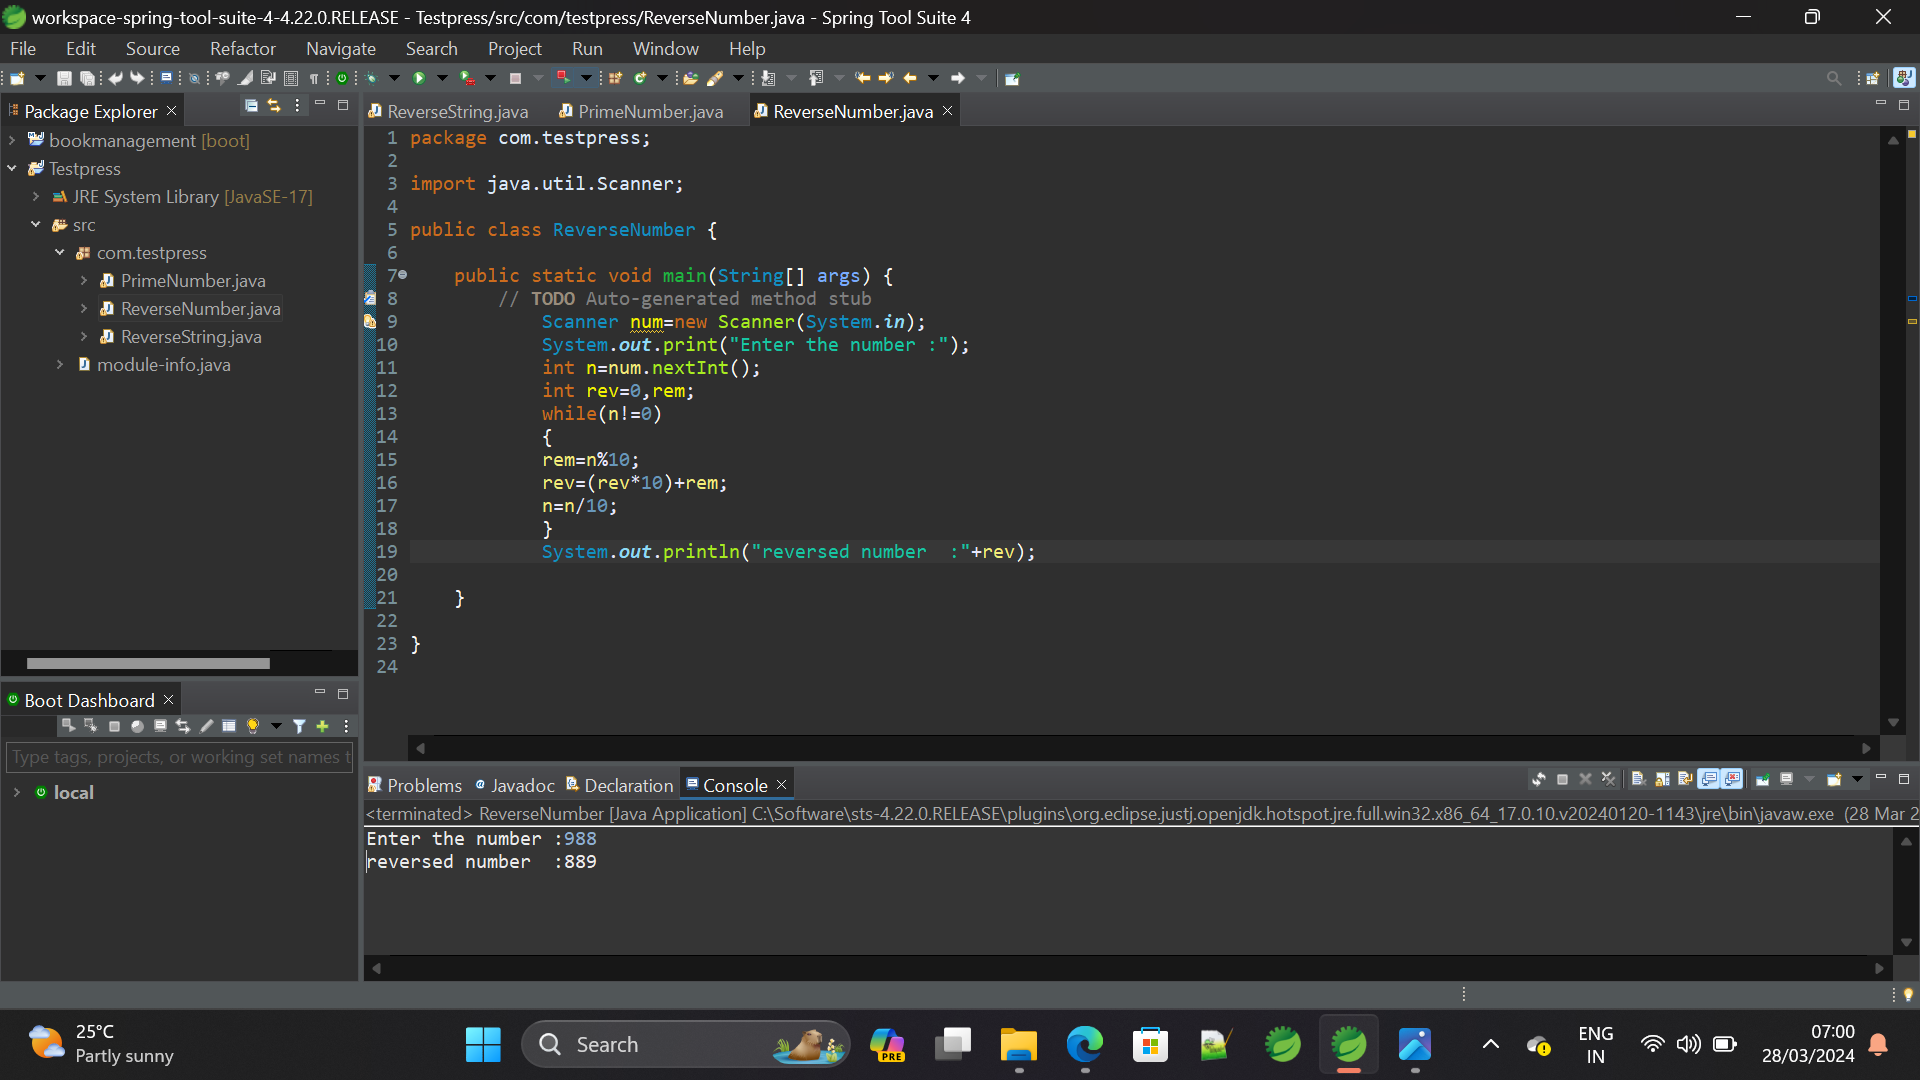 workspace-spring-tool-suite-4-4.22.0.RELEASE - Testpress/src/com/testpress/ReverseNumber.java - Spring Tool Suite 4
File Edit Source Refactor Navigate Search Project Run Window Help
Package Explorer
bookmanagement [boot]
Testpress
JRE System Library [JavaSE-17]
src
com.testpress
PrimeNumber.java
ReverseNumber.java
ReverseString.java
module-info.java
ReverseString.java PrimeNumber.java ReverseNumber.java
1 package com.testpress;
2
3 import java.util.Scanner;
4
5 public class ReverseNumber {
6
7 public static void main(String[] args) {
8 // TODO Auto-generated method stub
9 Scanner num=new Scanner(System.in);
10 System.out.print("Enter the number :");
11 int n=num.nextInt();
12 int rev=0,rem;
13 while(n!=0)
14 {
15 rem=n%10;
16 rev=(rev*10)+rem;
17 n=n/10;
18 }
19 System.out.println("reversed number  :"+rev);
20
21 }
22
23 }
24
Boot Dashboard
Type tags, projects, or working set names t
local
Problems Javadoc Declaration Console
<terminated> ReverseNumber [Java Application] C:\Software\sts-4.22.0.RELEASE\plugins\org.eclipse.justj.openjdk.hotspot.jre.full.win32.x86_64_17.0.10.v20240120-1143\jre\bin\javaw.exe (28 Mar 2
Enter the number :988
reversed number  :889
25°C
Partly sunny
Search
PRE
ENG
IN
07:00
28/03/2024